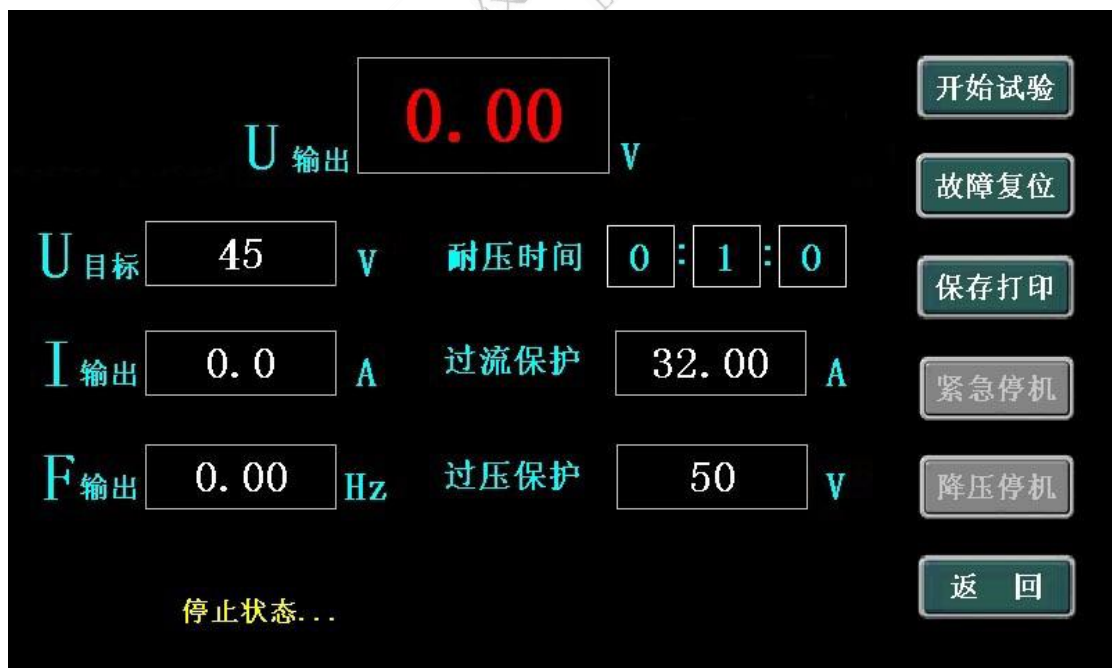 U输出 0.00 V
开始试验
故障复位
U目标 45 V 耐压时间 0:1:0
保存打印
I输出 0.0 A 过流保护 32.00 A
紧急停机
F输出 0.00 Hz 过压保护 50 V
降压停机
返 回
停止状态...